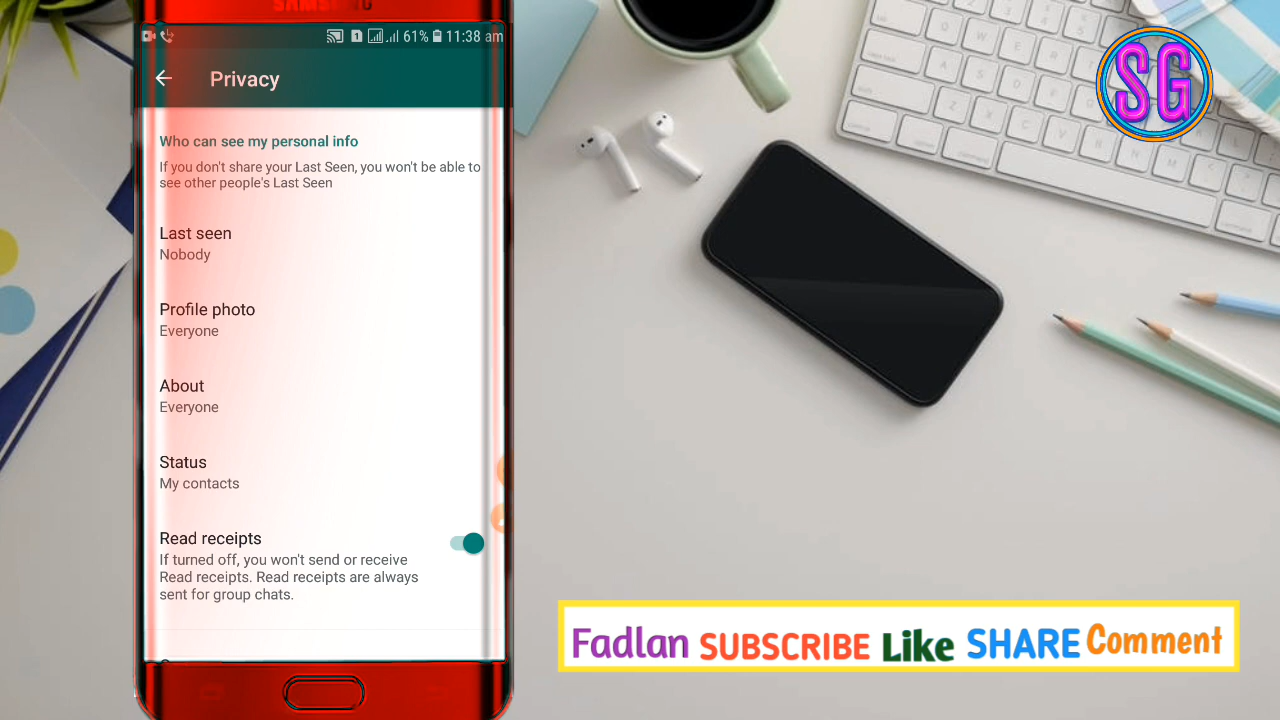 SAMSUNG
61% 11:38 am
Privacy
Who can see my personal info
If you don't share your Last Seen, you won't be able to
see other people's Last Seen
Last seen
Nobody
Profile photo
Everyone
About
Everyone
Status
My contacts
Read receipts
If turned off, you won't send or receive
Read receipts. Read receipts are always
sent for group chats.
SG
Fadlan SUBSCRIBE Like SHARE Comment